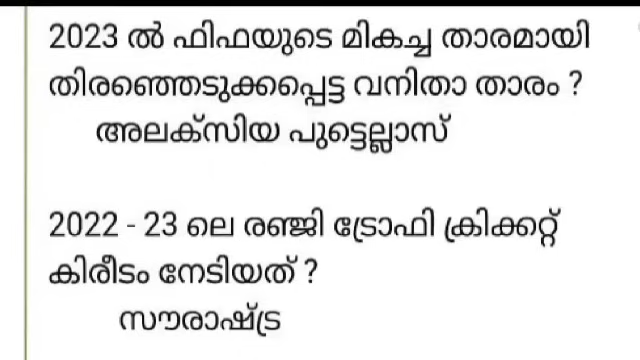 2023 ൽ ഫിഫയുടെ മികച്ച താരമായി
തിരഞ്ഞെടുക്കപ്പെട്ട വനിതാ താരം ?
അലക്സിയ പുട്ടെല്ലാസ്
2022 - 23 ലെ രഞ്ജി ട്രോഫി ക്രിക്കറ്റ്
കിരീടം നേടിയത് ?
സൗരാഷ്ട്ര